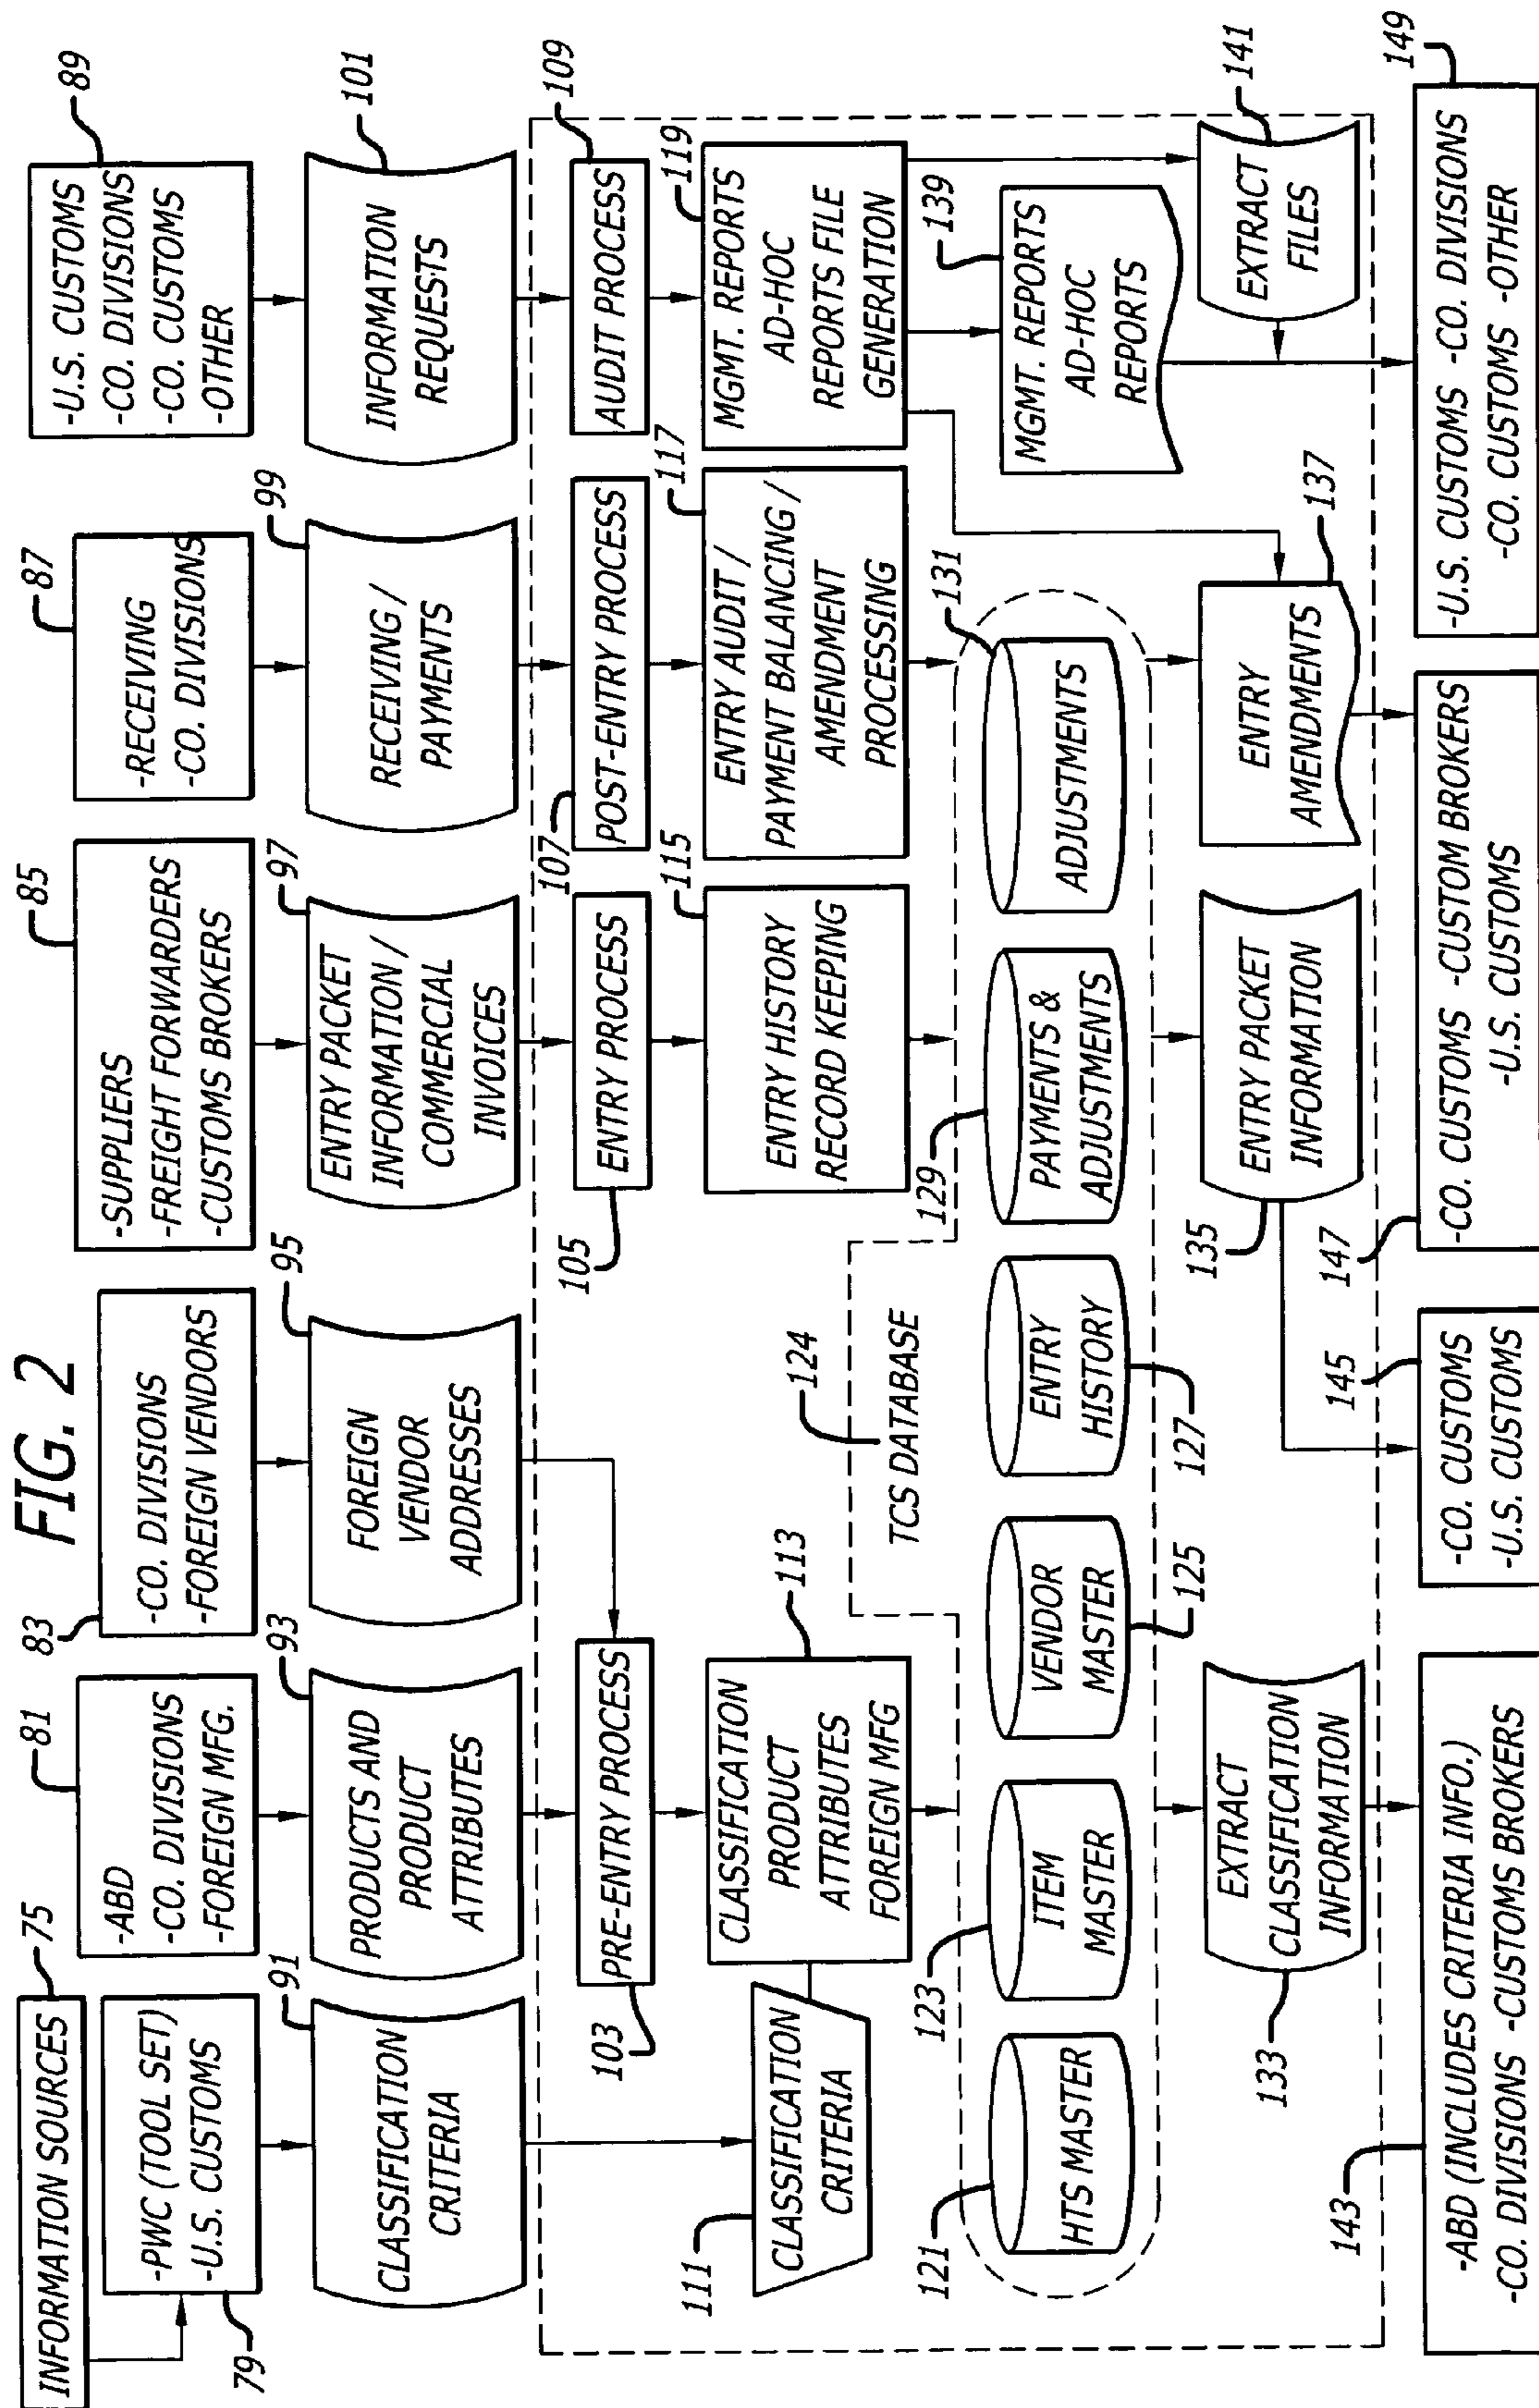 FIG. 2
INFORMATION SOURCES
75
-PWC (TOOL SET)
-U.S. CUSTOMS
79
81
-ABD
-CO. DIVISIONS
-FOREIGN MFG.
83
-CO. DIVISIONS
-FOREIGN VENDORS
85
-SUPPLIERS
-FREIGHT FORWARDERS
-CUSTOMS BROKERS
87
-RECEIVING
-CO. DIVISIONS
89
-U.S. CUSTOMS
-CO. DIVISIONS
-CO. CUSTOMS
-OTHER
91
CLASSIFICATION
CRITERIA
93
PRODUCTS AND
PRODUCT
ATTRIBUTES
95
FOREIGN
VENDOR
ADDRESSES
97
ENTRY PACKET
INFORMATION /
COMMERCIAL
INVOICES
99
RECEIVING /
PAYMENTS
101
INFORMATION
REQUESTS
PRE-ENTRY PROCESS
103
ENTRY PROCESS
105
107
POST-ENTRY PROCESS
AUDIT PROCESS
109
111
CLASSIFICATION
CRITERIA
113
CLASSIFICATION
PRODUCT
ATTRIBUTES
FOREIGN MFG
115
ENTRY HISTORY
RECORD KEEPING
117
ENTRY AUDIT /
PAYMENT BALANCING /
AMENDMENT
PROCESSING
119
MGMT. REPORTS
AD-HOC
REPORTS FILE
GENERATION
124
TCS DATABASE
121
HTS MASTER
123
ITEM
MASTER
VENDOR
MASTER
125
ENTRY
HISTORY
127
129
PAYMENTS &
ADJUSTMENTS
131
ADJUSTMENTS
139
MGMT. REPORTS
AD-HOC
REPORTS
141
EXTRACT
FILES
133
EXTRACT
CLASSIFICATION
INFORMATION
135
ENTRY PACKET
INFORMATION
137
ENTRY
AMENDMENTS
143
-ABD (INCLUDES CRITERIA INFO.)
-CO. DIVISIONS -CUSTOMS BROKERS
145
-CO. CUSTOMS
-U.S. CUSTOMS
147
-CO. CUSTOMS -CUSTOM BROKERS
-U.S. CUSTOMS
149
-U.S. CUSTOMS -CO. DIVISIONS
-CO. CUSTOMS -OTHER